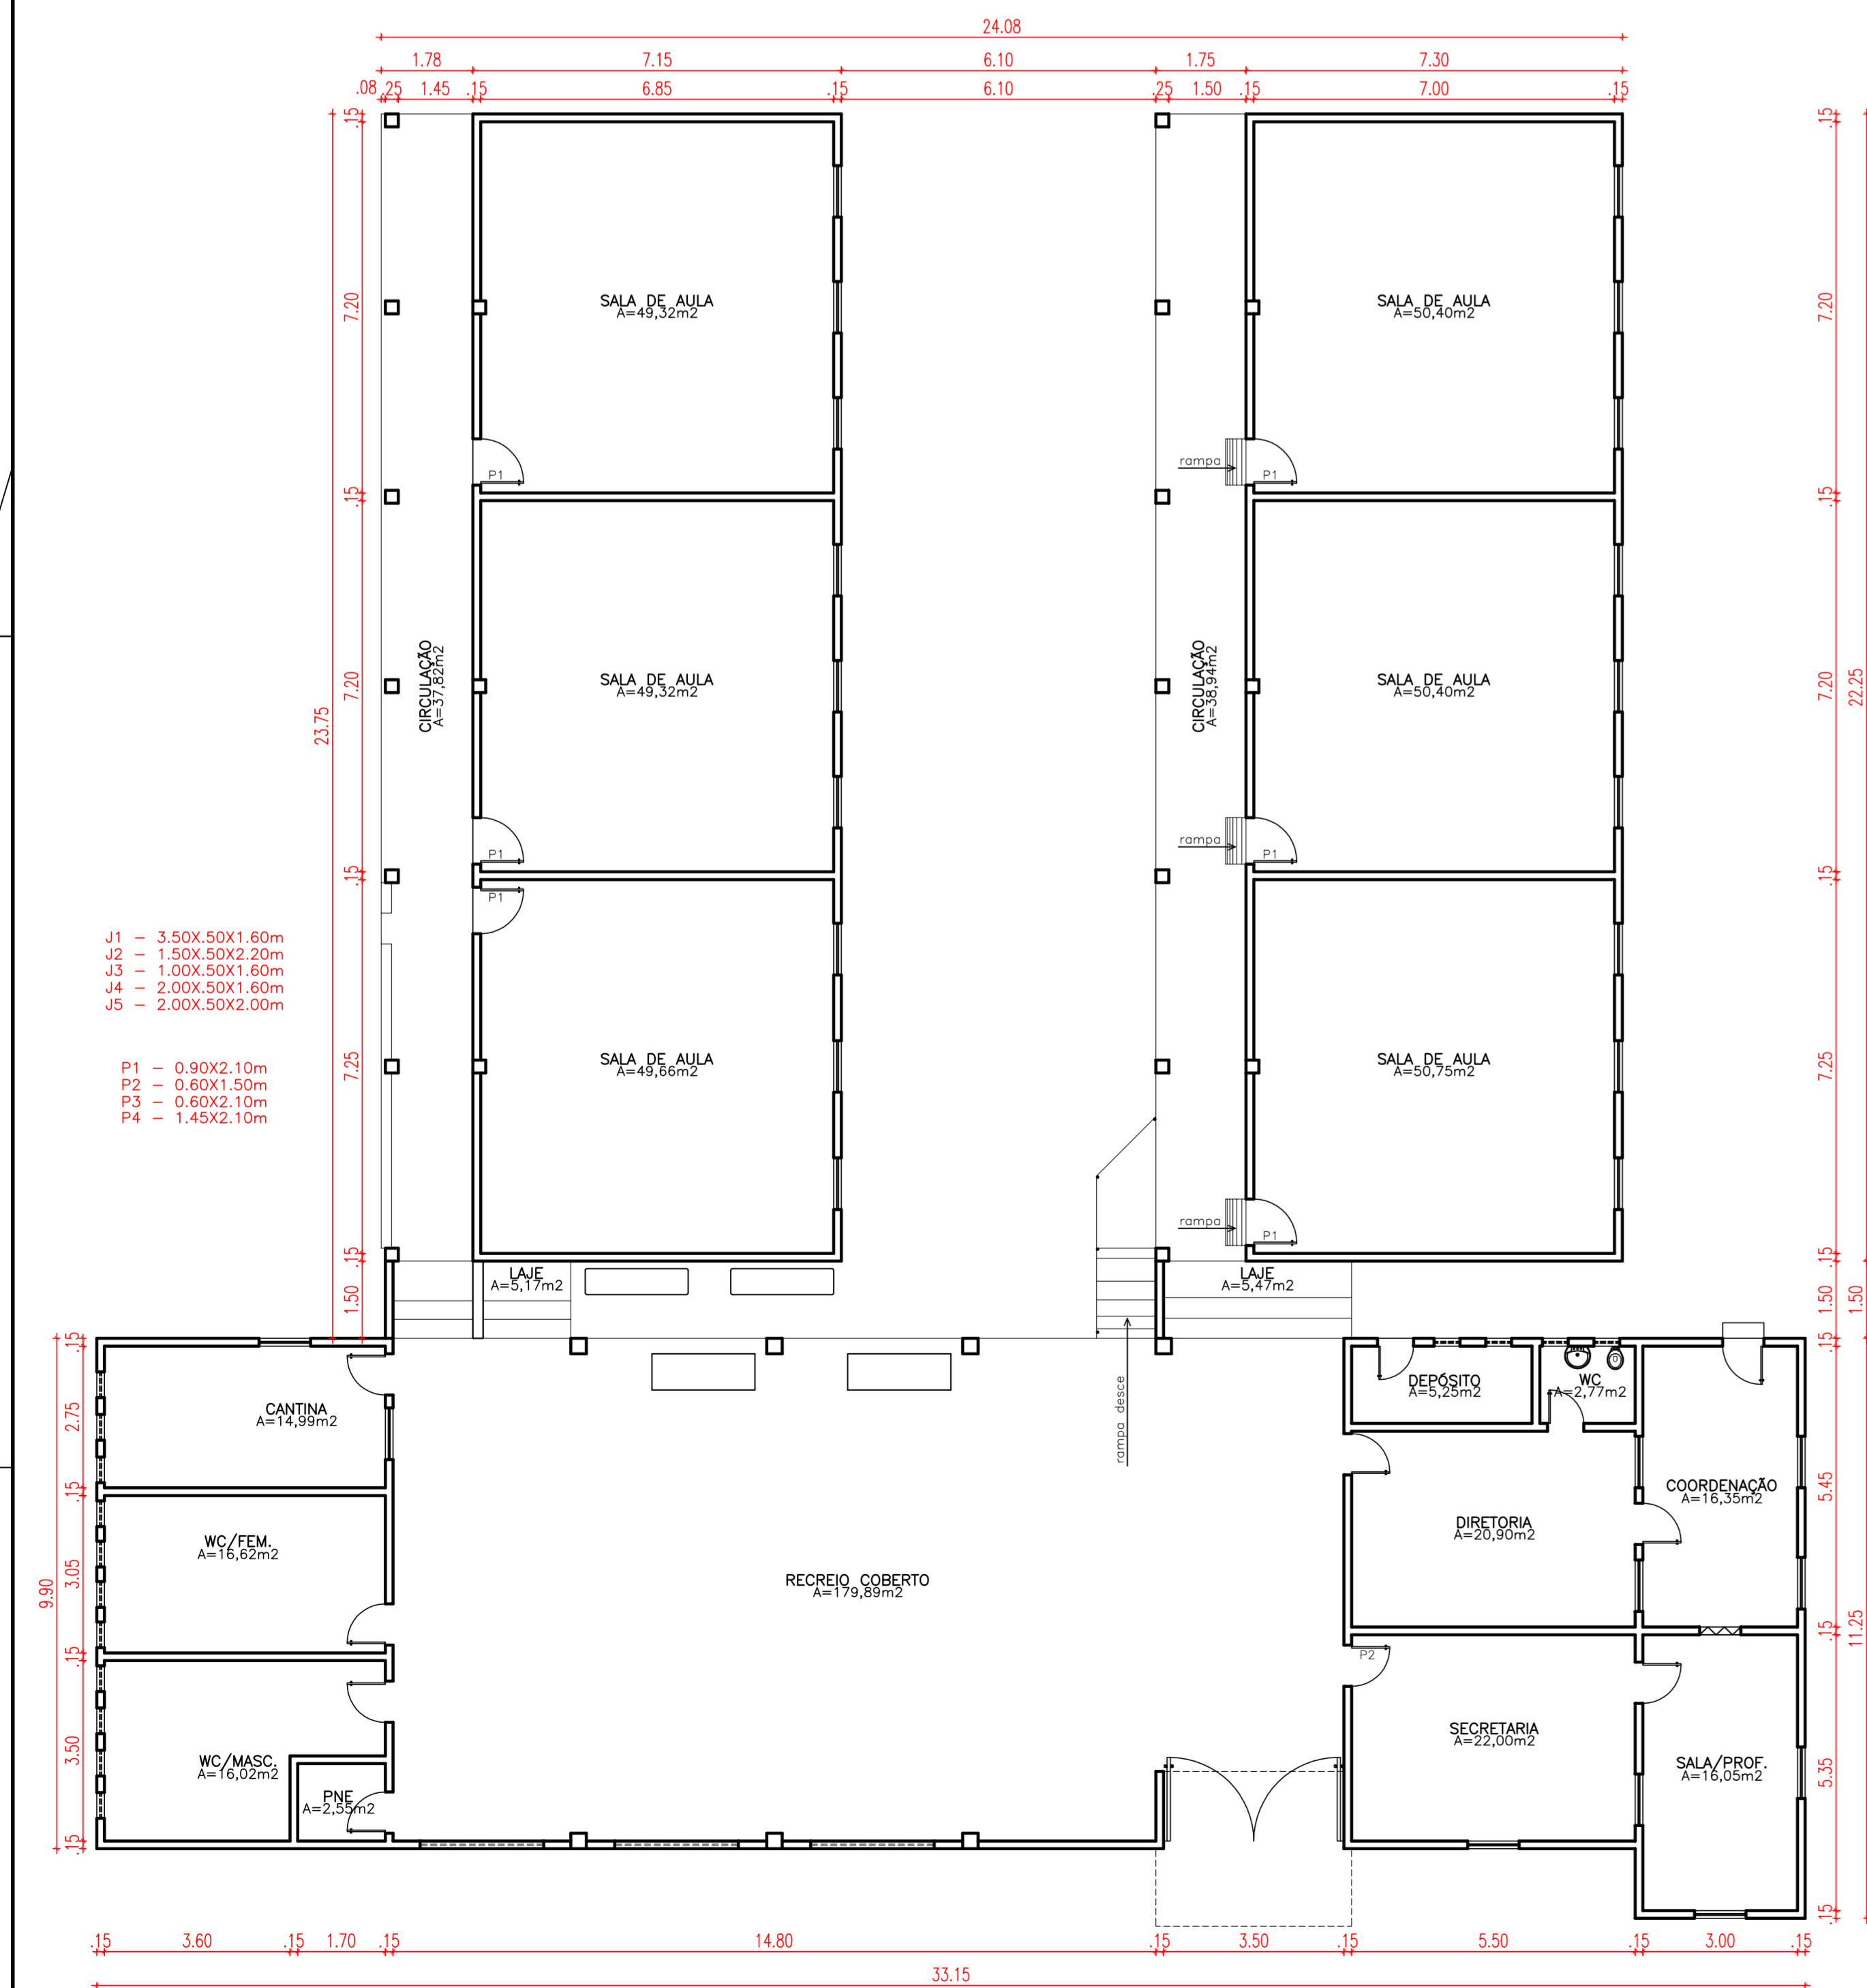 24.08
1.78 7.15 6.10 1.75 7.30
.08 .25 1.45 .15 6.85 .15 6.10 .25 1.50 .15 7.00 .15
.15
7.20
.15
7.20
.15
7.25
.15
1.50
23.75
SALA DE AULA
A=49,32m2
P1
SALA DE AULA
A=49,32m2
P1
P1
SALA DE AULA
A=49,66m2
CIRCULAÇÃO
A=37,82m2
SALA DE AULA
A=50,40m2
rampa
P1
SALA DE AULA
A=50,40m2
rampa
P1
SALA DE AULA
A=50,75m2
rampa
P1
CIRCULAÇÃO
A=38,94m2
.15
7.20
.15
7.20
.15
7.25
.15
1.50
22.25
1.50
J1 - 3.50X.50X1.60m
J2 - 1.50X.50X2.20m
J3 - 1.00X.50X1.60m
J4 - 2.00X.50X1.60m
J5 - 2.00X.50X2.00m
P1 - 0.90X2.10m
P2 - 0.60X1.50m
P3 - 0.60X2.10m
P4 - 1.45X2.10m
LAJE
A=5,17m2
LAJE
A=5,47m2
rampa desce
.15
2.75
.15
3.05
.15
3.50
.15
9.90
CANTINA
A=14,99m2
WC/FEM.
A=16,62m2
WC/MASC.
A=16,02m2
PNE
A=2,55m2
RECREIO COBERTO
A=179,89m2
DEPÓSITO
A=5,25m2
WC
A=2,77m2
COORDENAÇÃO
A=16,35m2
DIRETORIA
A=20,90m2
P2
SECRETARIA
A=22,00m2
SALA/PROF.
A=16,05m2
.15
5.45
.15
5.35
.15
11.25
.15 3.60 .15 1.70 .15 14.80 .15 3.50 .15 5.50 .15 3.00 .15
33.15